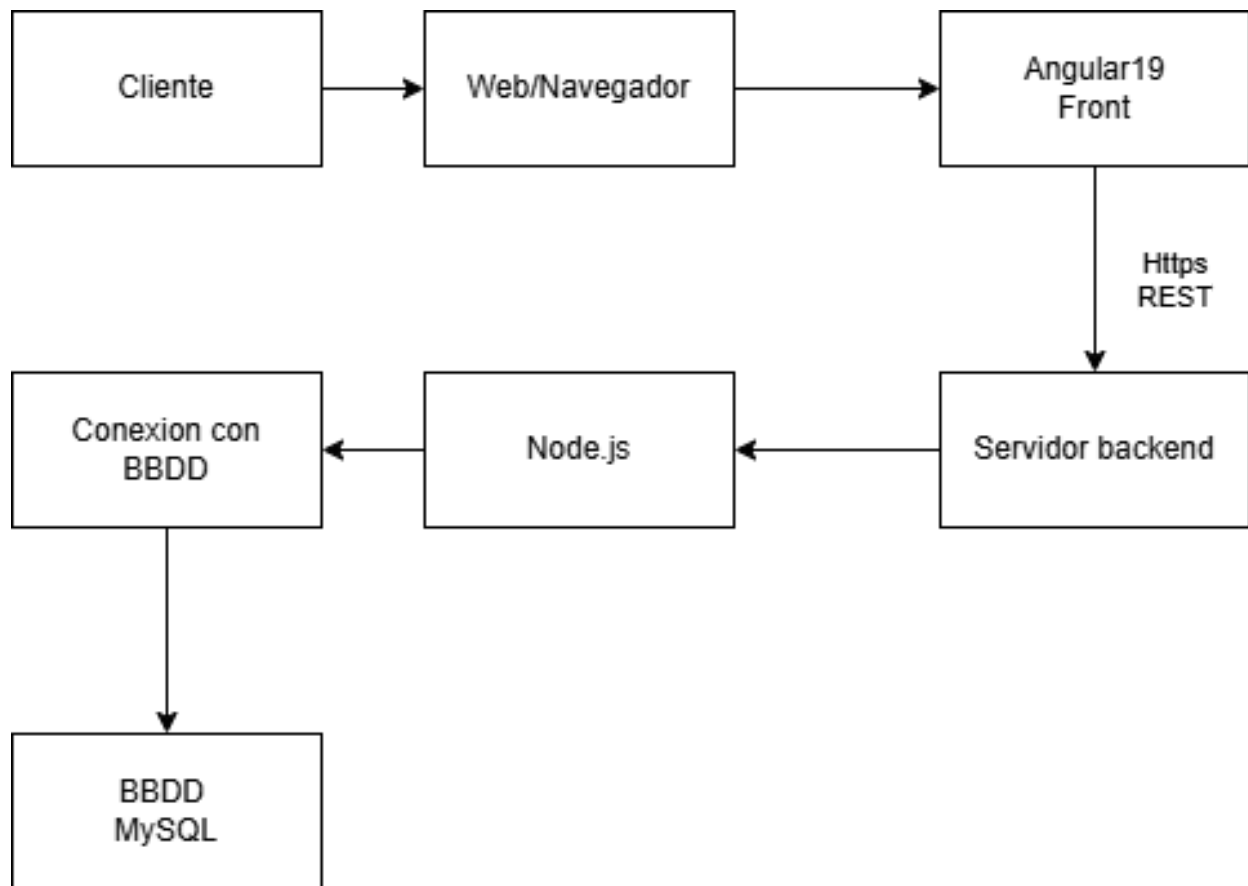 Cliente
Web/Navegador
Angular19
Front
Https
REST
Conexion con
BBDD
Node.js
Servidor backend
BBDD
MySQL